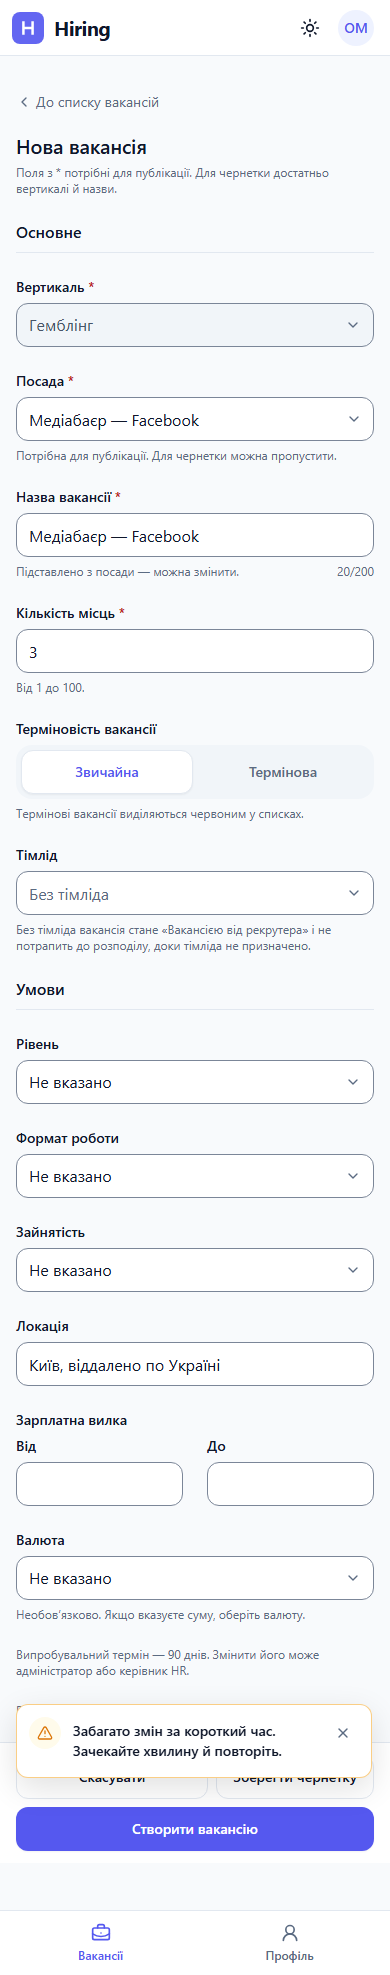 H Hiring
OM
До списку вакансій
Нова вакансія
Поля з * потрібні для публікації. Для чернетки достатньо
вертикалі й назви.
Основне
Вертикаль *
Гемблінг
Посада *
Медіабаєр — Facebook
Потрібна для публікації. Для чернетки можна пропустити.
Назва вакансії *
Медіабаєр — Facebook
Підставлено з посади — можна змінити. 20/200
Кількість місць *
3
Від 1 до 100.
Терміновість вакансії
Звичайна Термінова
Термінові вакансії виділяються червоним у списках.
Тімлід
Без тімліда
Без тімліда вакансія стане «Вакансією від рекрутера» і не
потрапить до розподілу, доки тімліда не призначено.
Умови
Рівень
Не вказано
Формат роботи
Не вказано
Зайнятість
Не вказано
Локація
Київ, віддалено по Україні
Зарплатна вилка
Від До
Валюта
Не вказано
Необов'язково. Якщо вказуєте суму, оберіть валюту.
Випробувальний термін — 90 днів. Змінити його може
адміністратор або керівник HR.
Забагато змін за короткий час.
Зачекайте хвилину й повторіть.
Скасувати Зберегти чернетку
Створити вакансію
Вакансії Профіль